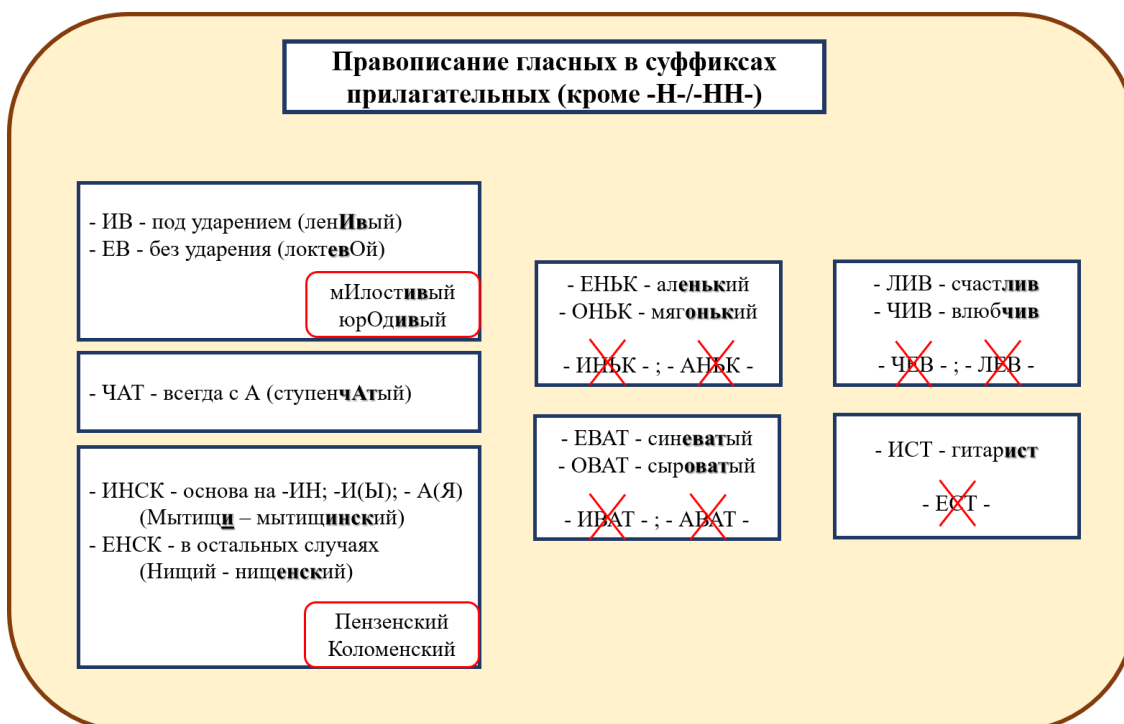 Правописание гласных в суффиксах
прилагательных (кроме -Н-/-НН-)
- ИВ - под ударением (ленИвый)
- ЕВ - без ударения (локтевОй)
мИлостивый
юрОдивый
- ЧАТ - всегда с А (ступенчАтый)
- ИНСК - основа на -ИН; -И(Ы); - А(Я)
(Мытищи – мытищинский)
- ЕНСК - в остальных случаях
(Нищий - нищенский)
Пензенский
Коломенский
- ЕНЬК - аленький
- ОНЬК - мягонький
- ИНЬК - ; - АНЬК -
- ЕВАТ - синеватый
- ОВАТ - сыроватый
- ИВАТ - ; - АВАТ -
- ЛИВ - счастлив
- ЧИВ - влюбчив
- ЧЕВ - ; - ЛЕВ -
- ИСТ - гитарист
- ЕСТ -